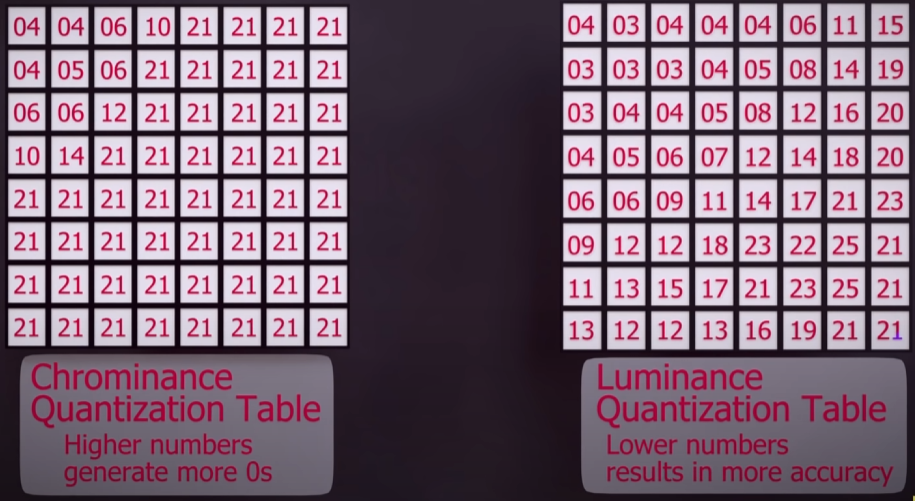 04 04 06 10 21 21 21 21
04 05 06 21 21 21 21 21
06 06 12 21 21 21 21 21
10 14 21 21 21 21 21 21
21 21 21 21 21 21 21 21
21 21 21 21 21 21 21 21
21 21 21 21 21 21 21 21
21 21 21 21 21 21 21 21
Chrominance
Quantization Table
Higher numbers
generate more 0s
04 03 04 04 04 06 11 15
03 03 03 04 05 08 14 19
03 04 04 05 08 12 16 20
04 05 06 07 12 14 18 20
06 06 09 11 14 17 21 23
09 12 12 18 23 22 25 21
11 13 15 17 21 23 25 21
13 12 12 13 16 19 21 21
Luminance
Quantization Table
Lower numbers
results in more accuracy